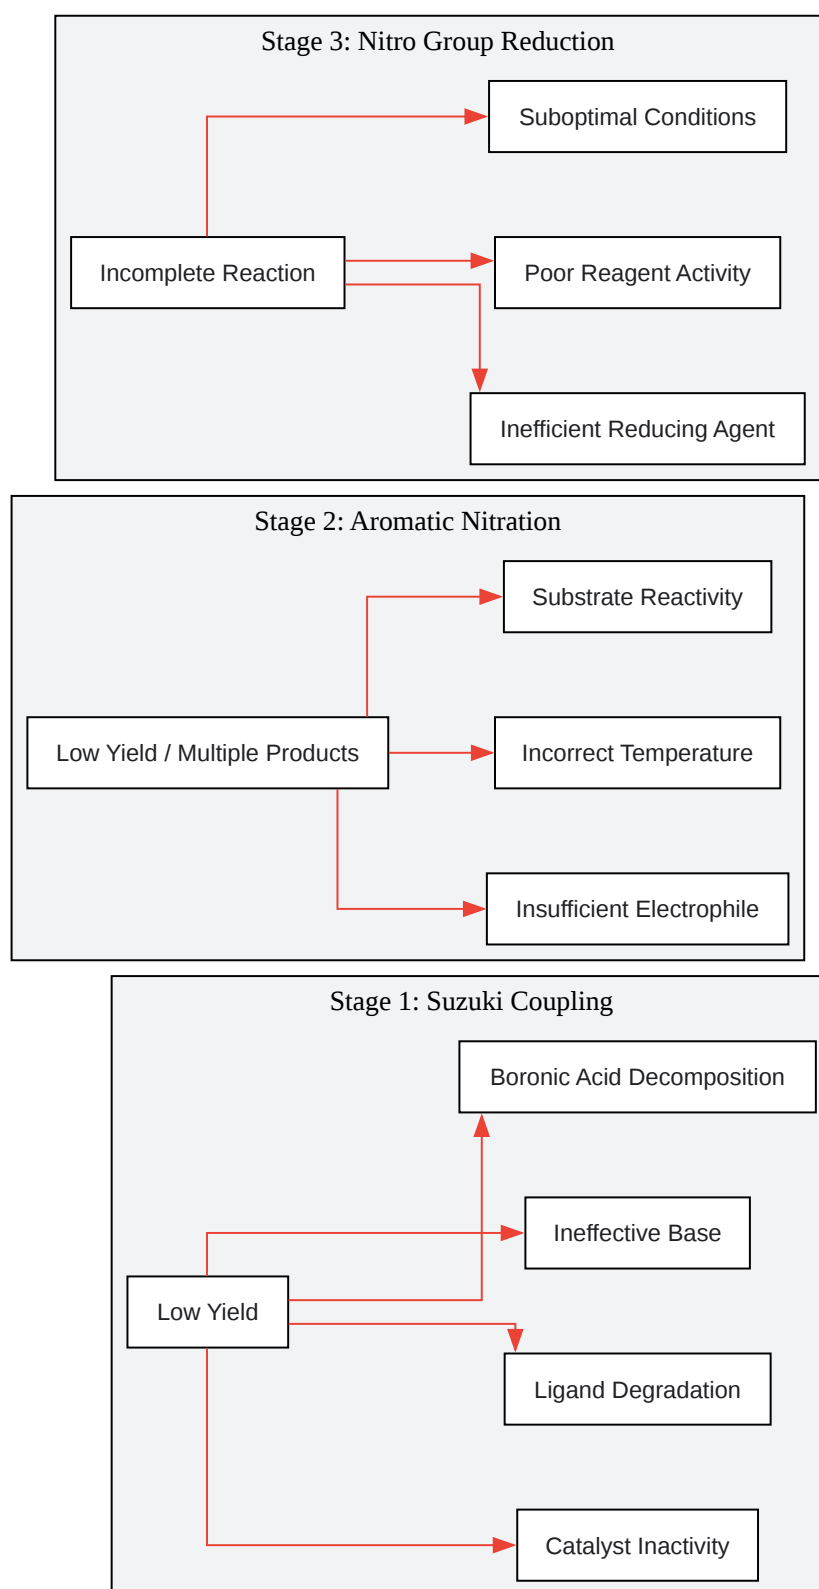 Stage 3: Nitro Group Reduction
Suboptimal Conditions
Incomplete Reaction
Poor Reagent Activity
Inefficient Reducing Agent
Stage 2: Aromatic Nitration
Substrate Reactivity
Low Yield / Multiple Products
Incorrect Temperature
Insufficient Electrophile
Stage 1: Suzuki Coupling
Boronic Acid Decomposition
Ineffective Base
Low Yield
Ligand Degradation
Catalyst Inactivity